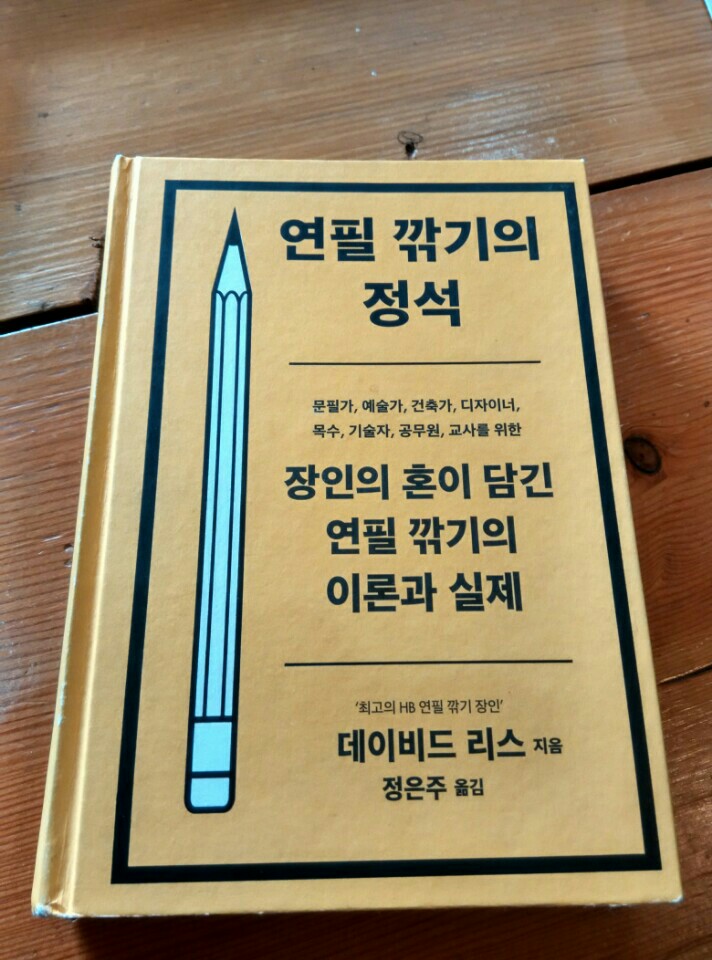 연필 깎기의
정석
문필가, 예술가, 건축가, 디자이너,
목수, 기술자, 공무원, 교사를 위한
장인의 혼이 담긴
연필 깎기의
이론과 실제
‘최고의 HB 연필 깎기 장인’
데이비드 리스 지음
정은주 옮김